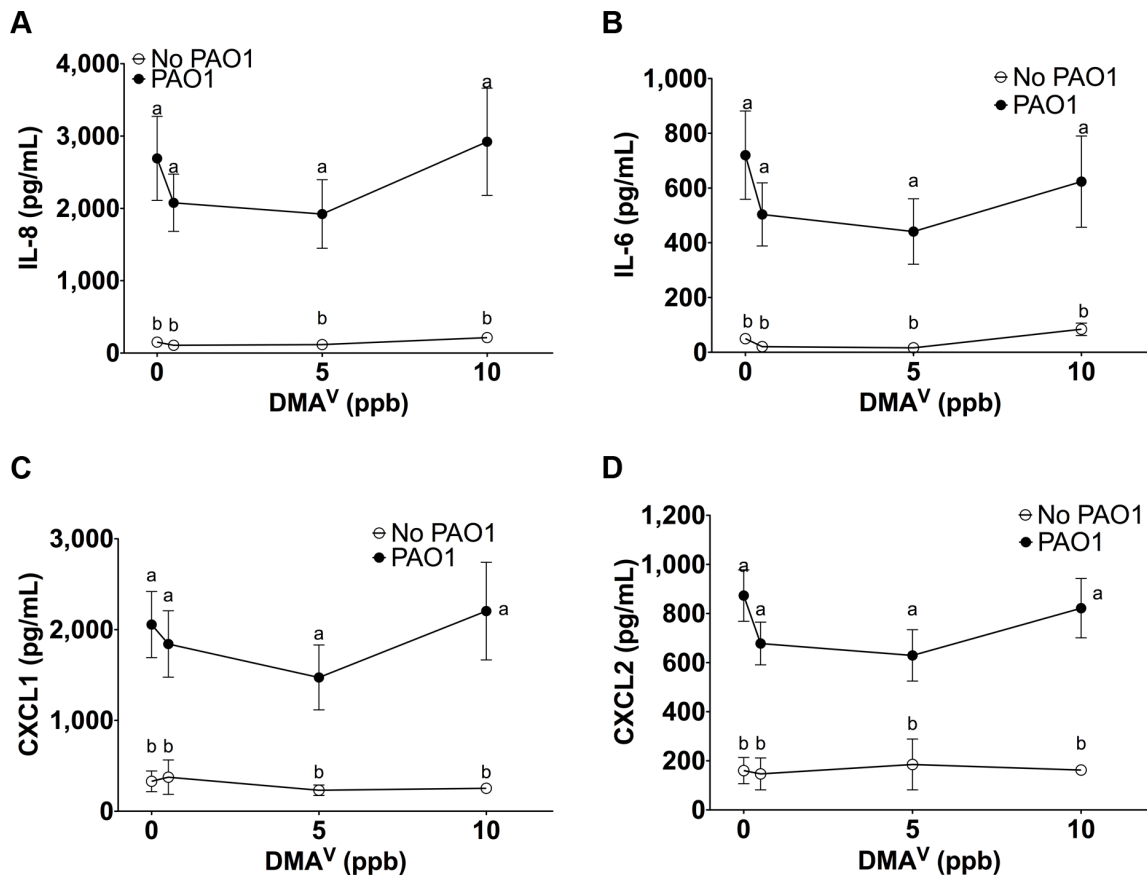 A
No PAO1
PAO1
4,000
3,000
2,000
1,000
0
IL-8 (pg/mL)
a
a
a
a
b
b
b
b
0
5
10
DMAV (ppb)
B
No PAO1
PAO1
1,000
800
600
400
200
0
IL-6 (pg/mL)
a
a
a
a
b
b
b
b
0
5
10
DMAV (ppb)
C
No PAO1
PAO1
3,000
2,000
1,000
0
CXCL1 (pg/mL)
a
a
a
a
b
b
b
b
0
5
10
DMAV (ppb)
D
No PAO1
PAO1
1,200
1,000
800
600
400
200
0
CXCL2 (pg/mL)
a
a
a
a
b
b
b
b
0
5
10
DMAV (ppb)